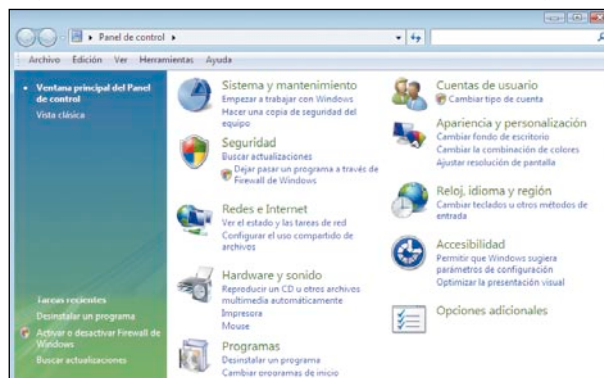 Panel de control
Archivo Edición Ver Herramientas Ayuda
Ventana principal del Panel
de control
Vista clásica
Tareas recientes
Desinstalar un programa
Activar o desactivar Firewall de
Windows
Buscar actualizaciones
Sistema y mantenimiento
Empezar a trabajar con Windows
Hacer una copia de seguridad del
equipo
Seguridad
Buscar actualizaciones
Dejar pasar un programa a través de
Firewall de Windows
Redes e Internet
Ver el estado y las tareas de red
Configurar el uso compartido de
archivos
Hardware y sonido
Reproducir un CD u otros archivos
multimedia automáticamente
Impresora
Mouse
Programas
Desinstalar un programa
Cambiar programas de inicio
Cuentas de usuario
Cambiar tipo de cuenta
Apariencia y personalización
Cambiar fondo de escritorio
Cambiar la combinación de colores
Ajustar resolución de pantalla
Reloj, idioma y región
Cambiar teclados u otros métodos de
entrada
Accesibilidad
Permitir que Windows sugiera
parámetros de configuración
Optimizar la presentación visual
Opciones adicionales